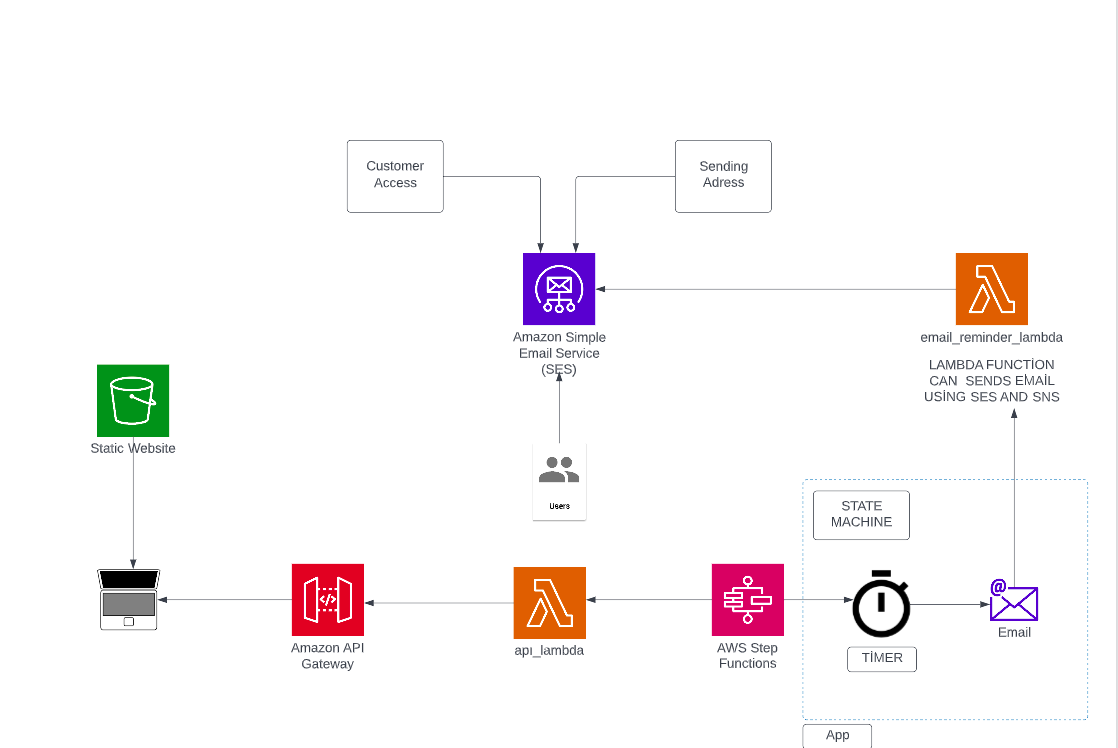 Customer
Access
Sending
Adress
Amazon Simple
Email Service
(SES)
email_reminder_lambda
LAMBDA FUNCTİON
CAN SENDS EMAİL
USİNG SES AND SNS
Static Website
Users
STATE
MACHINE
</>
@
Email
Amazon API
Gateway
apı_lambda
AWS Step
Functions
TİMER
App